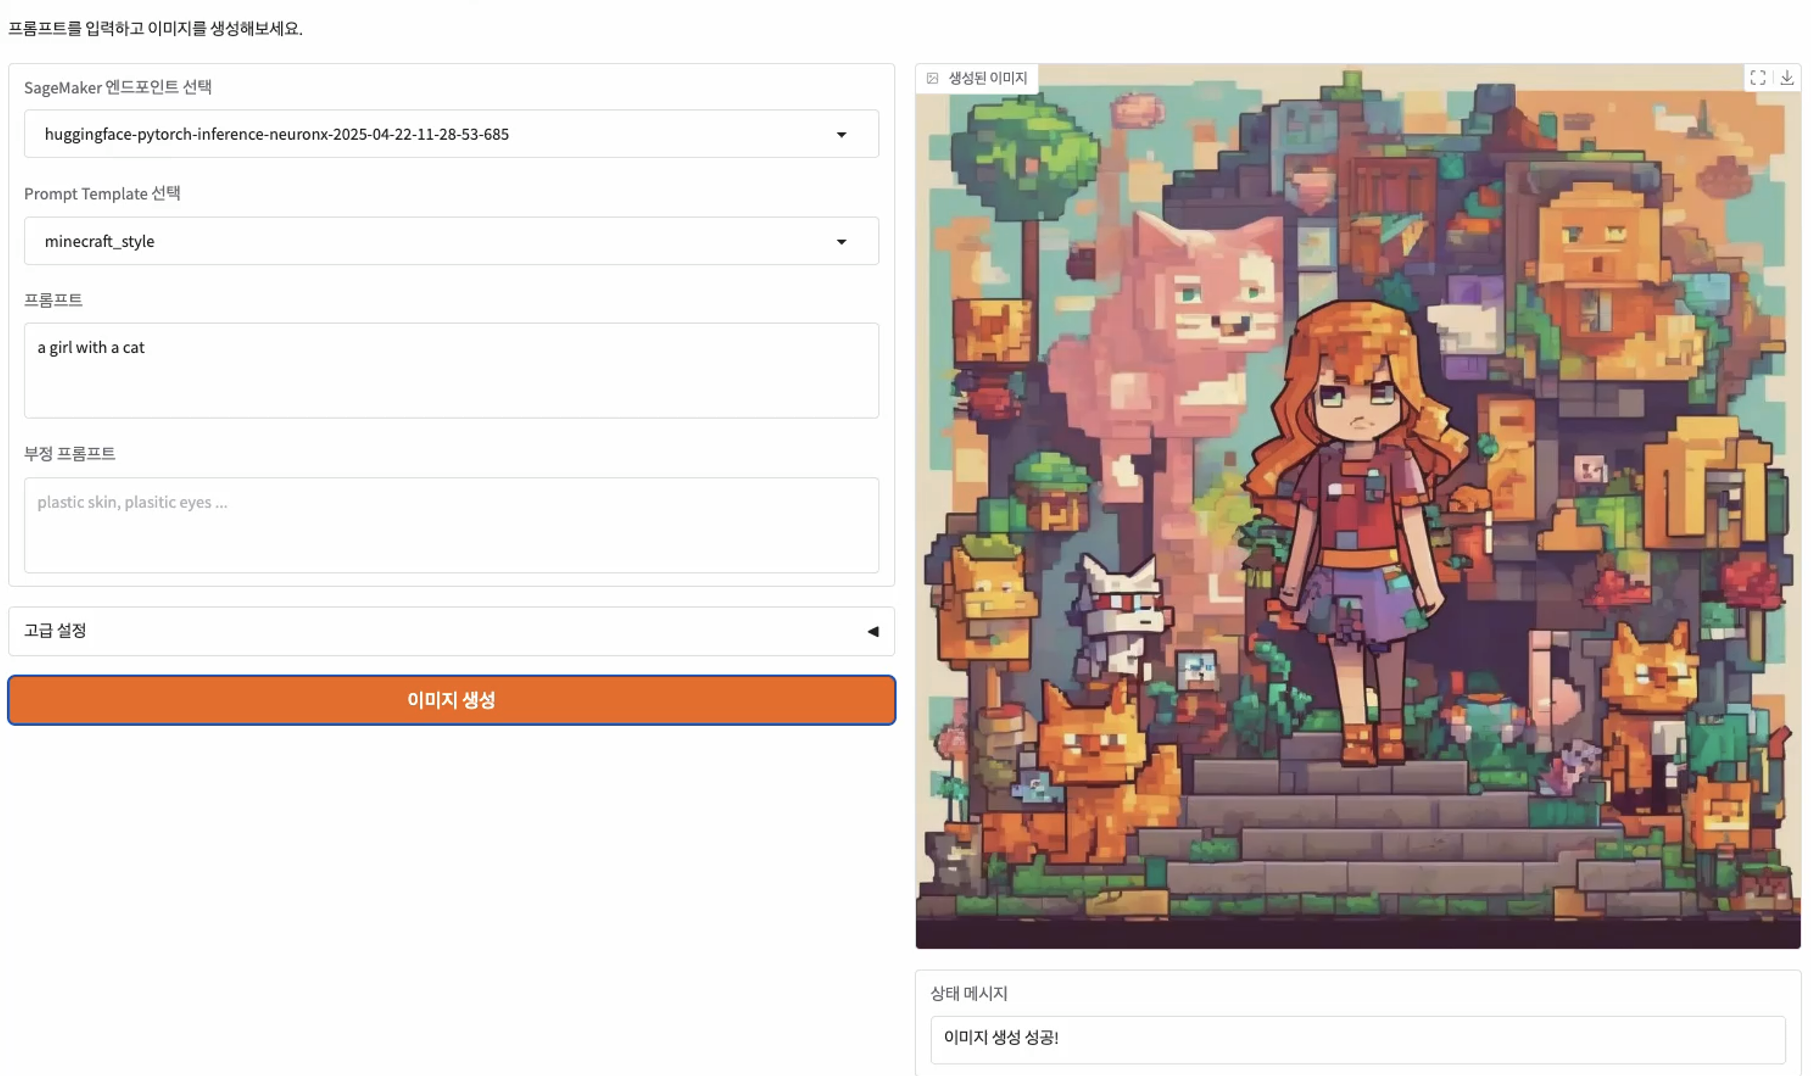 프롬프트를 입력하고 이미지를 생성해보세요.
SageMaker 엔드포인트 선택
huggingface-pytorch-inference-neuronx-2025-04-22-11-28-53-685
Prompt Template 선택
minecraft_style
프롬프트
a girl with a cat
부정 프롬프트
plastic skin, plasitic eyes ...
고급 설정
이미지 생성
생성된 이미지
상태 메시지
이미지 생성 성공!